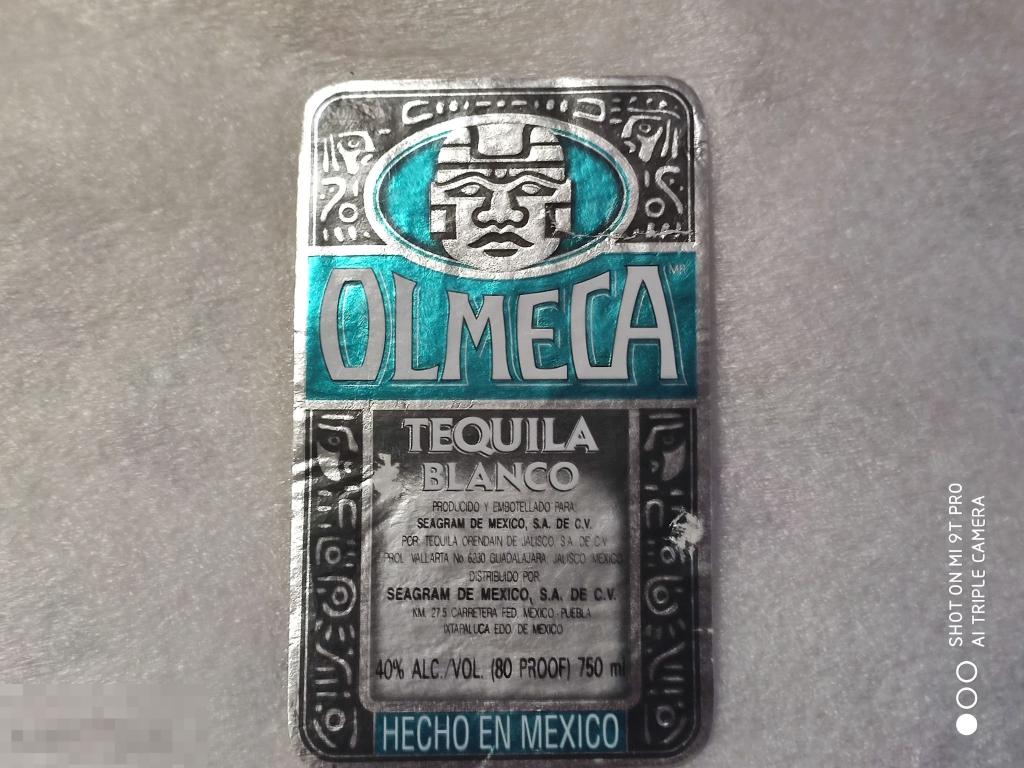 OLMECA MR
TEQUILA
BLANCO
PRODUCIDO Y EMBOTELLADO PARA:
SEAGRAM DE MEXICO, S.A. DE C.V.
POR TEQUILA ORENDAIN DE JALISCO, S.A. DE C.V
PROL. VALLARTA No. 6230 GUADALAJARA, JALISCO, MEXICO
DISTRIBUIDO POR
SEAGRAM DE MEXICO, S.A. DE C.V.
KM. 27.5 CARRETERA FED. MEXICO-PUEBLA
IXTAPALUCA EDO. DE MEXICO
40% ALC./VOL. (80 PROOF) 750 ml
HECHO EN MEXICO
SHOT ON MI 9T PRO
AI TRIPLE CAMERA